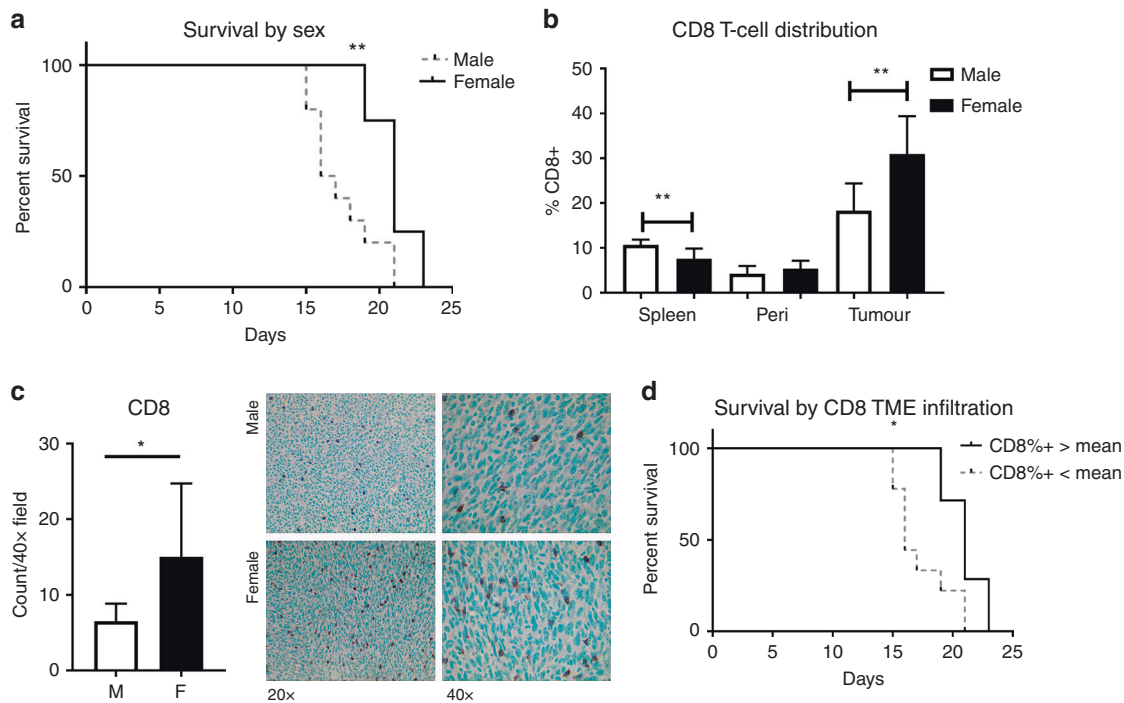 a
Survival by sex
**
Male
Female
100
50
0
Percent survival
0 5 10 15 20 25
Days
b
CD8 T-cell distribution
50
40
30
20
10
0
% CD8+
**
**
Male
Female
Spleen Peri Tumour
c
CD8
30
20
10
0
Count/40× field
*
M F
Male
Female
20× 40×
d
Survival by CD8 TME infiltration
*
CD8%+ > mean
CD8%+ < mean
100
50
0
Percent survival
0 5 10 15 20 25
Days